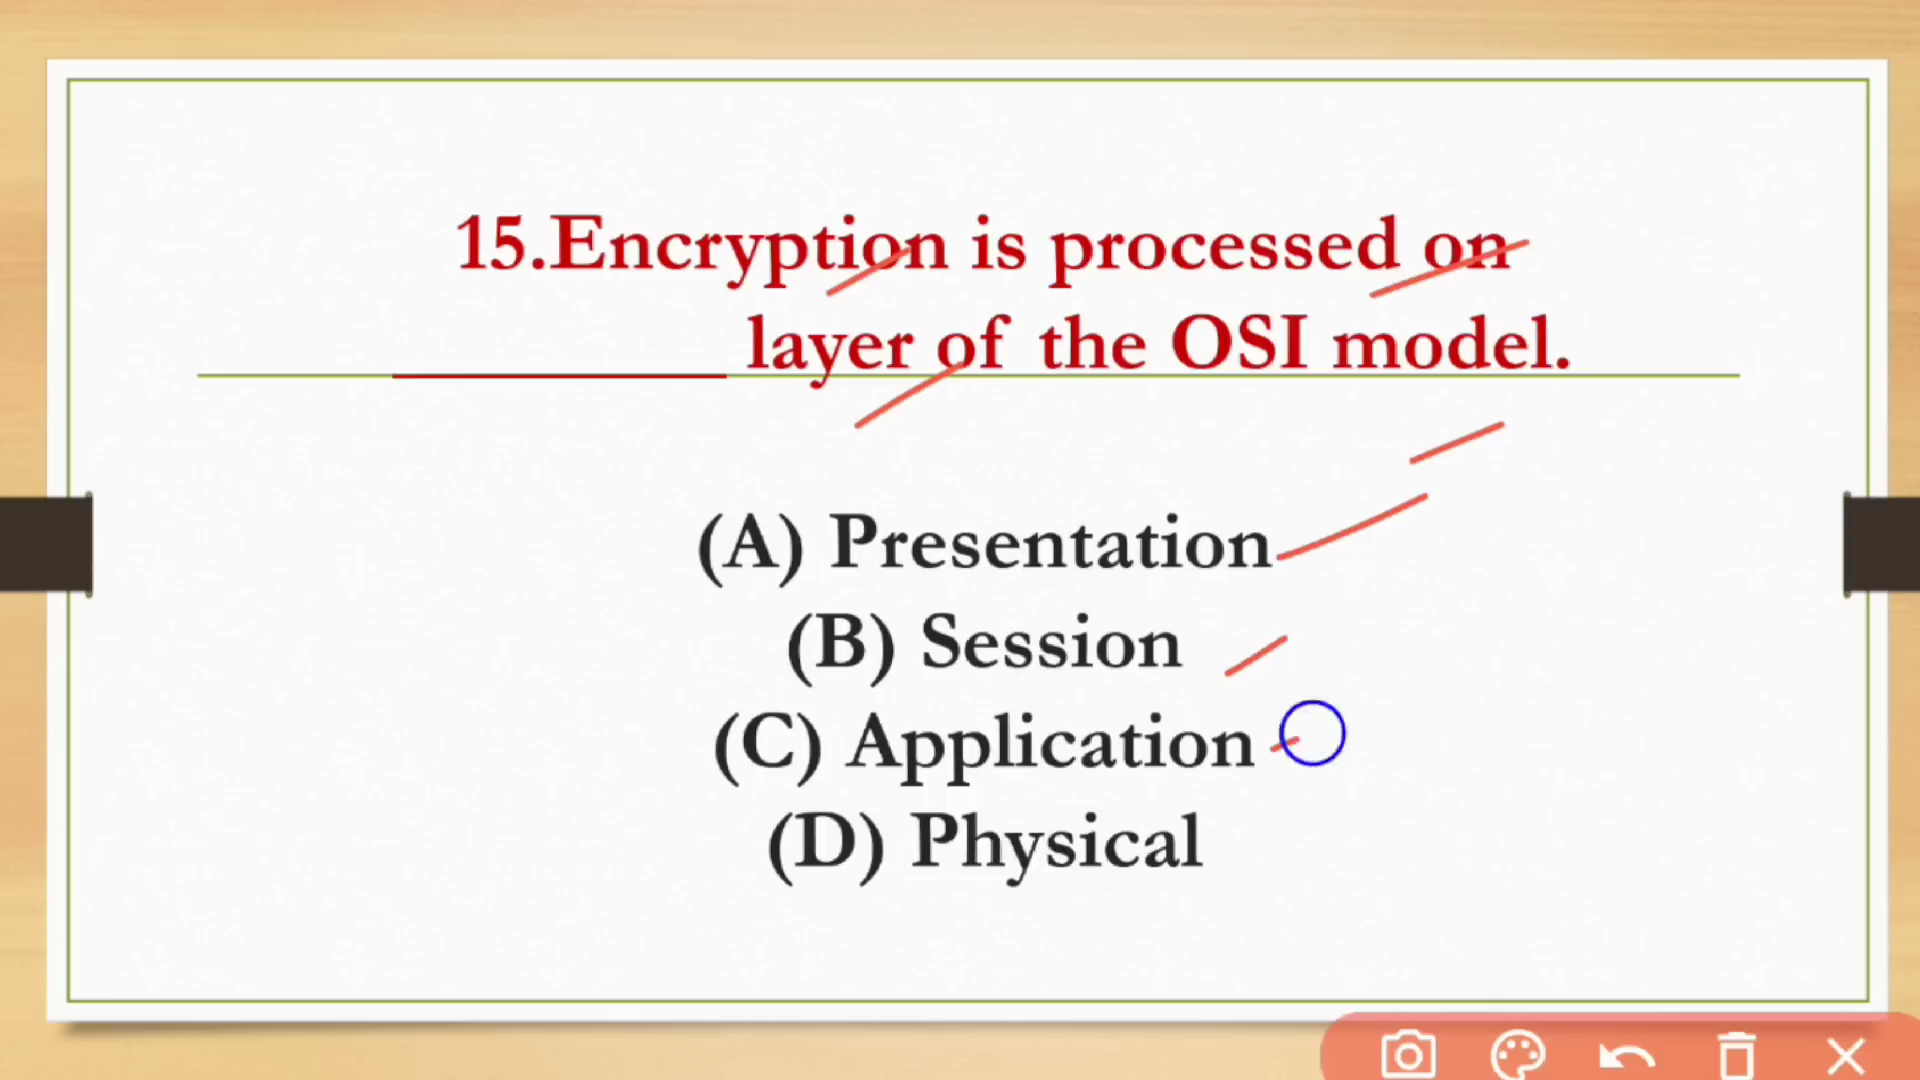 15.Encryption is processed on
__________ layer of the OSI model.
(A) Presentation
(B) Session
(C) Application
(D) Physical